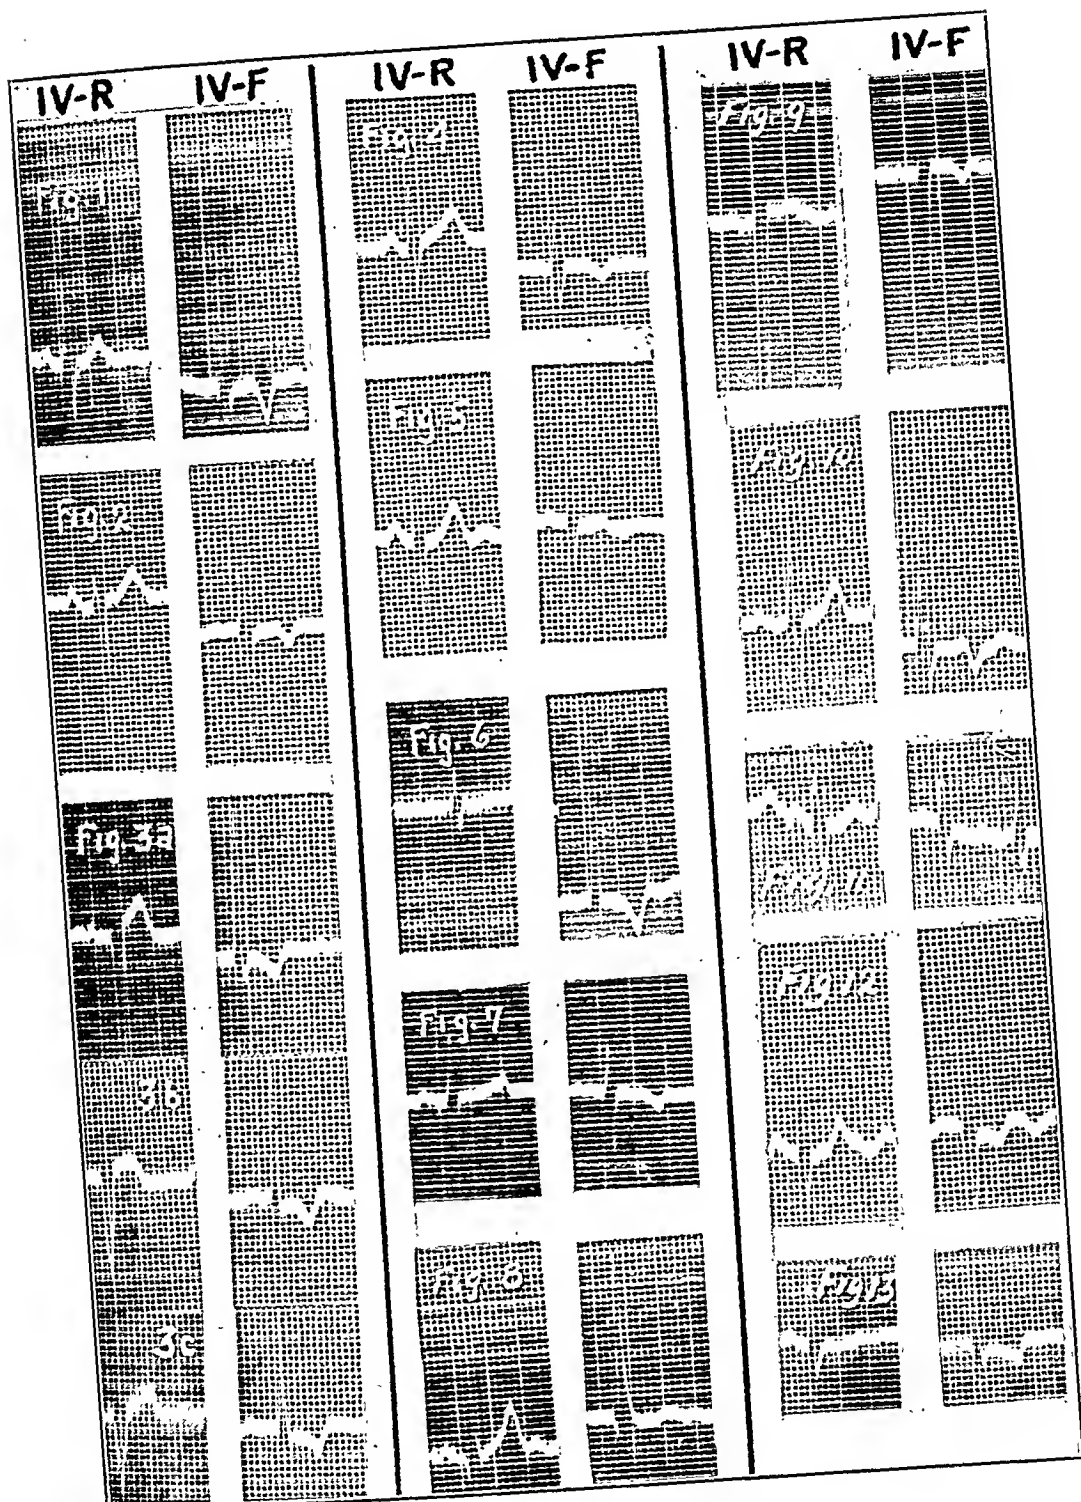 IV-R IV-F IV-R IV-F IV-R IV-F
Fig. 1
Fig. 2
Fig. 3a
3b
3c
Fig. 4
Fig. 5
Fig. 6
Fig. 7
Fig. 8
Fig. 9
Fig. 10
Fig. 11
Fig. 12
Fig 13